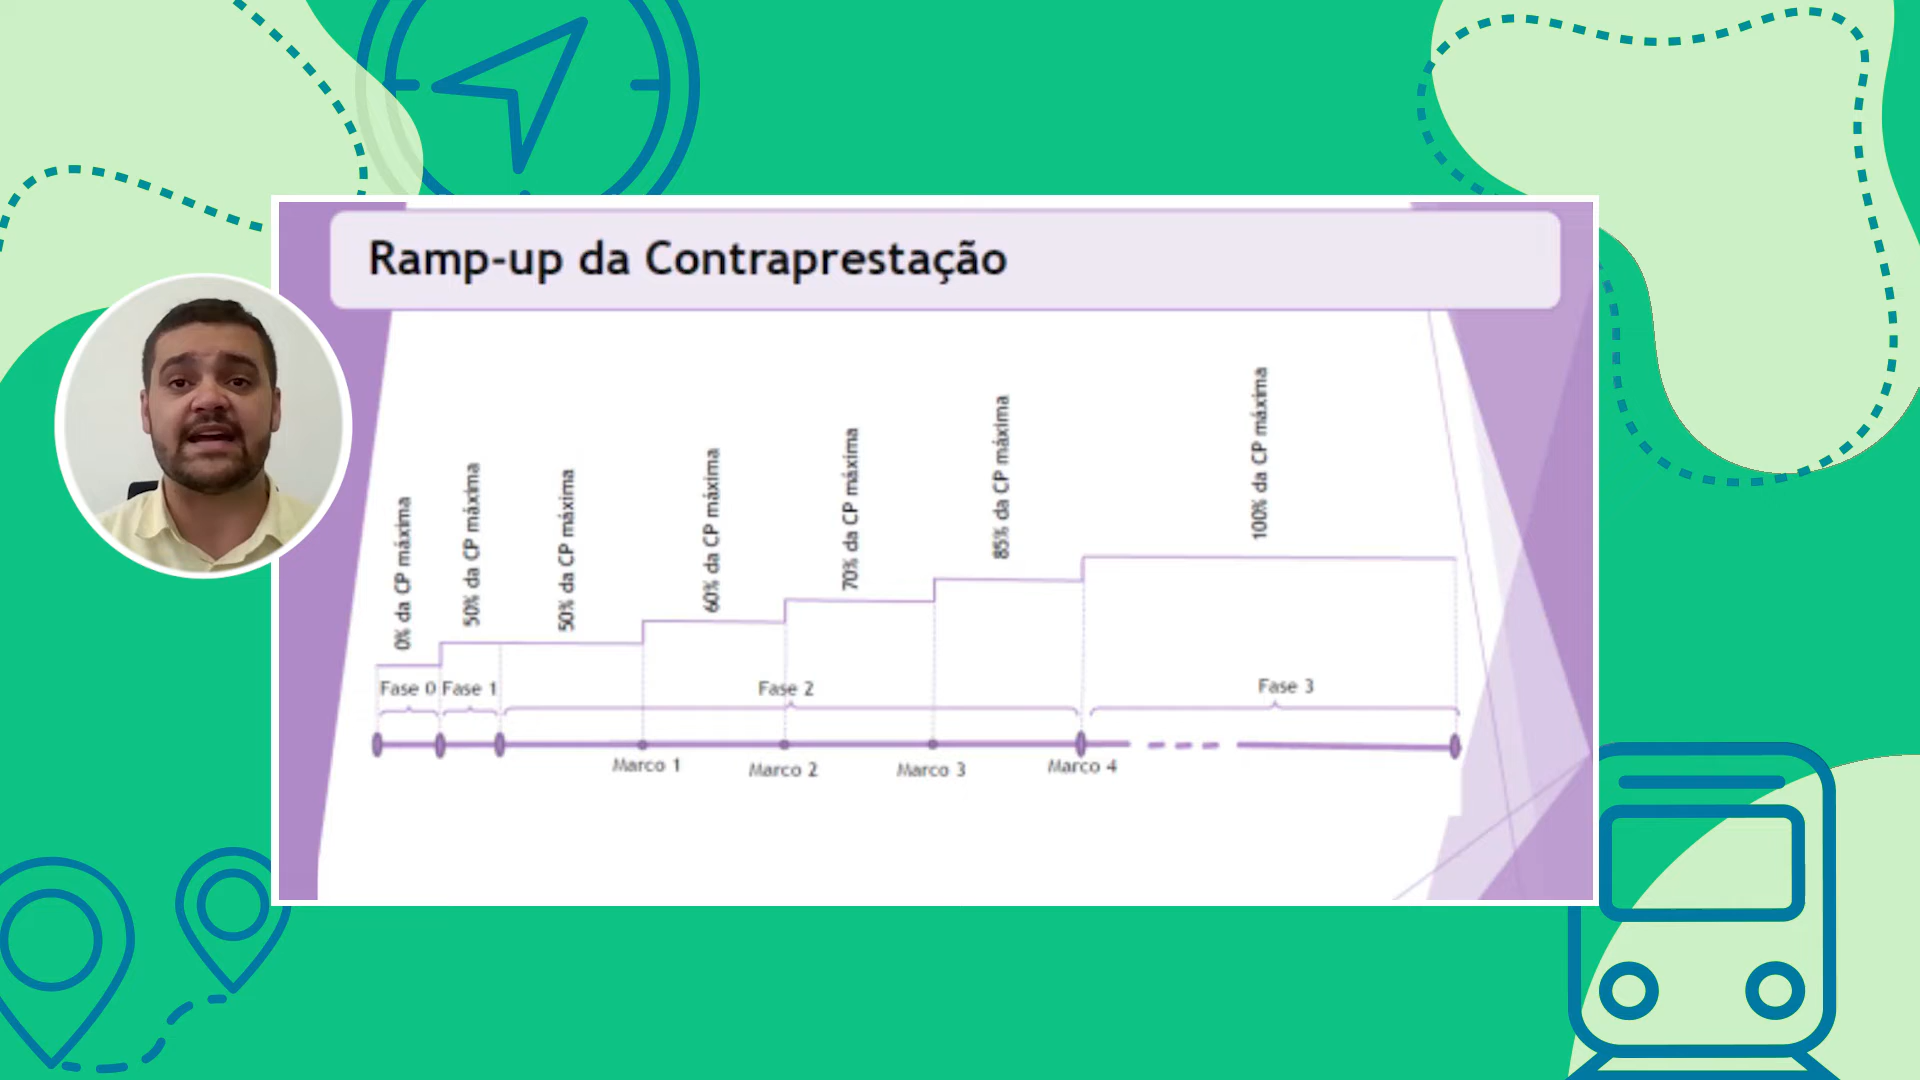 Ramp-up da Contraprestação
0% da CP máxima
50% da CP máxima
50% da CP máxima
60% da CP máxima
70% da CP máxima
85% da CP máxima
100% da CP máxima
Fase 0
Fase 1
Fase 2
Fase 3
Marco 1
Marco 2
Marco 3
Marco 4